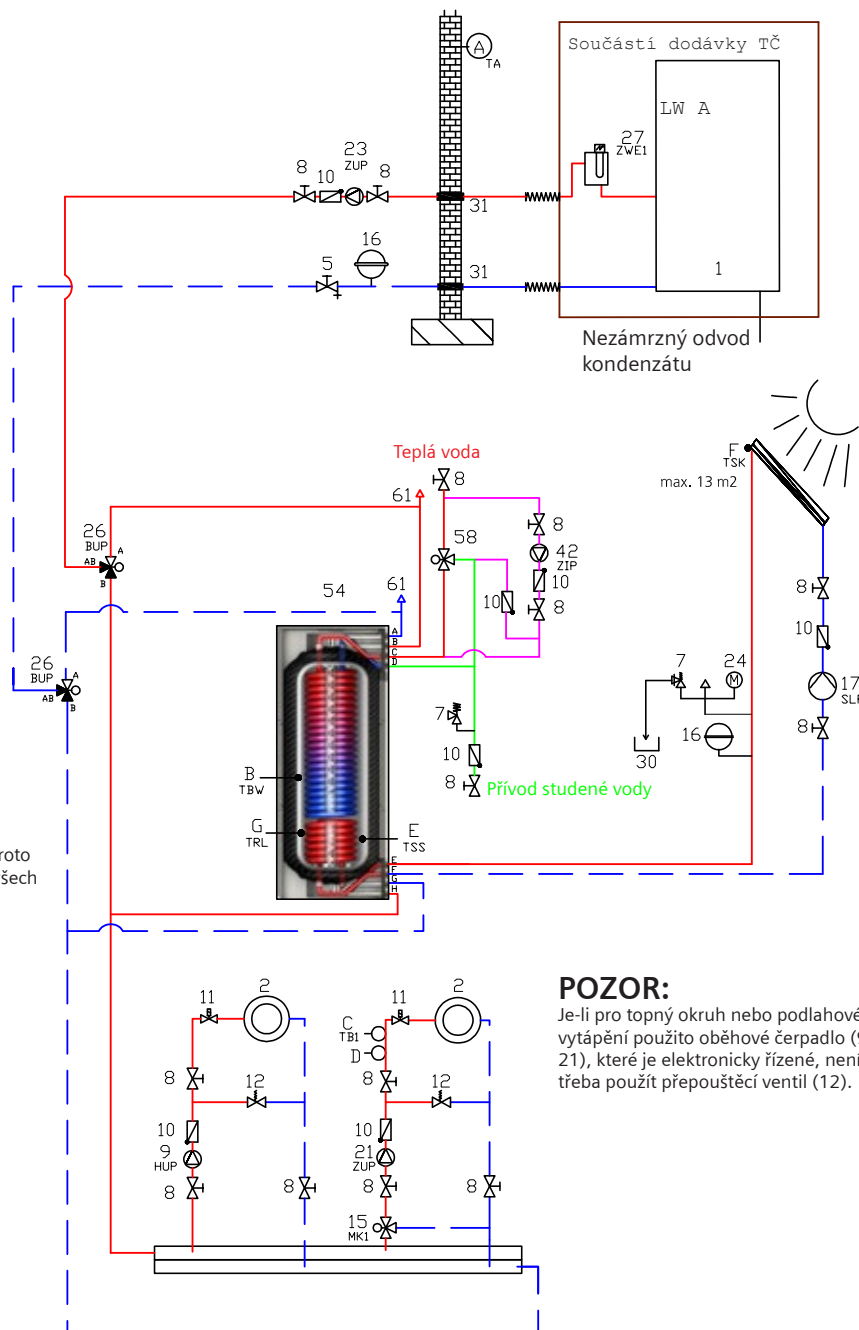 A
TA
Součástí dodávky TČ
LW A
27
ZWE1
23
ZUP
8
10
8
31
16
5
31
1
Nezámrzný odvod
kondenzátu
Teplá voda
F
TSK
max. 13 m2
8
61
58
8
42
ZIP
10
10
8
26
BUP
A
AB
B
54
61
A
B
C
D
8
10
26
BUP
A
AB
B
7
24
M
17
7
16
8
30
10
8
Přívod studené vody
B
TBW
G
TRL
E
TSS
E
F
G
H
roto
šech
POZOR:
Je-li pro topný okruh nebo podlahové
vytápění použito oběhové čerpadlo (
21), které je elektronicky řízené, není
třeba použít přepouštěcí ventil (12).
2
11
2
11
C
TB1
D
8
12
8
12
10
10
9
HUP
21
ZUP
8
8
8
8
15
MK1